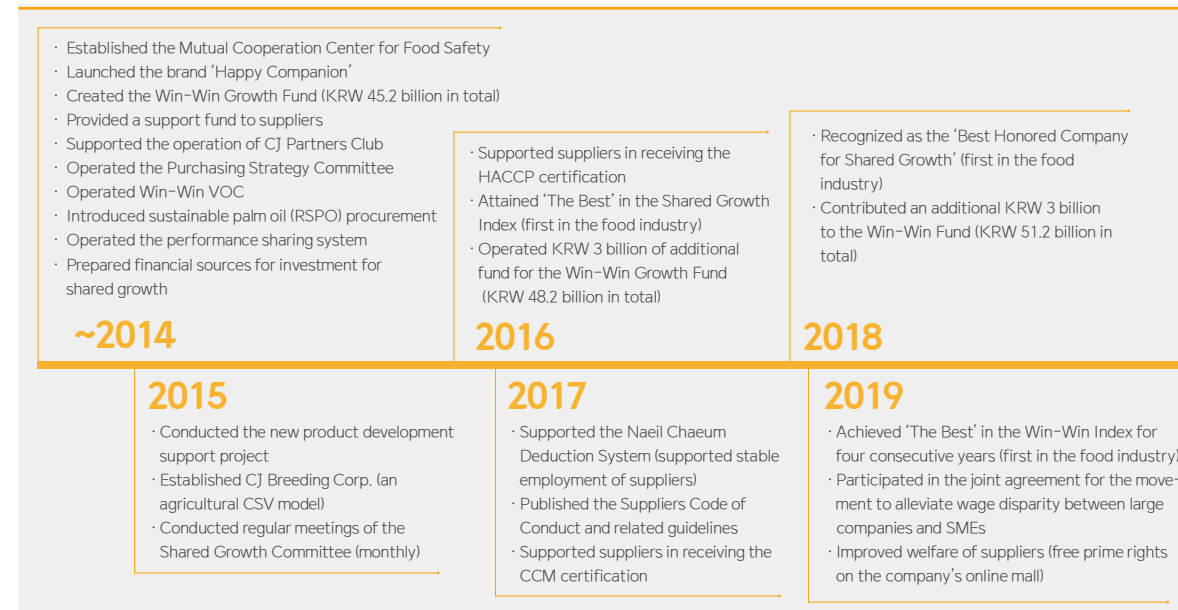 · Established the Mutual Cooperation Center for Food Safety
· Launched the brand ‘Happy Companion’
· Created the Win-Win Growth Fund (KRW 45.2 billion in total)
· Provided a support fund to suppliers
· Supported the operation of CJ Partners Club
· Operated the Purchasing Strategy Committee
· Operated Win-Win VOC
· Introduced sustainable palm oil (RSPO) procurement
· Operated the performance sharing system
· Prepared financial sources for investment for
shared growth
~2014
2015
· Conducted the new product development
support project
· Established CJ Breeding Corp. (an
agricultural CSV model)
· Conducted regular meetings of the
Shared Growth Committee (monthly)
· Supported suppliers in receiving the
HACCP certification
· Attained ‘The Best’ in the Shared Growth
Index (first in the food industry)
· Operated KRW 3 billion of additional
fund for the Win-Win Growth Fund
(KRW 48.2 billion in total)
2016
2017
· Supported the Naeil Chaeum
Deduction System (supported stable
employment of suppliers)
· Published the Suppliers Code of
Conduct and related guidelines
· Supported suppliers in receiving the
CCM certification
· Recognized as the ‘Best Honored Company
for Shared Growth’ (first in the food
industry)
· Contributed an additional KRW 3 billion
to the Win-Win Fund (KRW 51.2 billion in
total)
2018
2019
· Achieved ‘The Best’ in the Win-Win Index for
four consecutive years (first in the food industry)
· Participated in the joint agreement for the move-
ment to alleviate wage disparity between large
companies and SMEs
· Improved welfare of suppliers (free prime rights
on the company’s online mall)